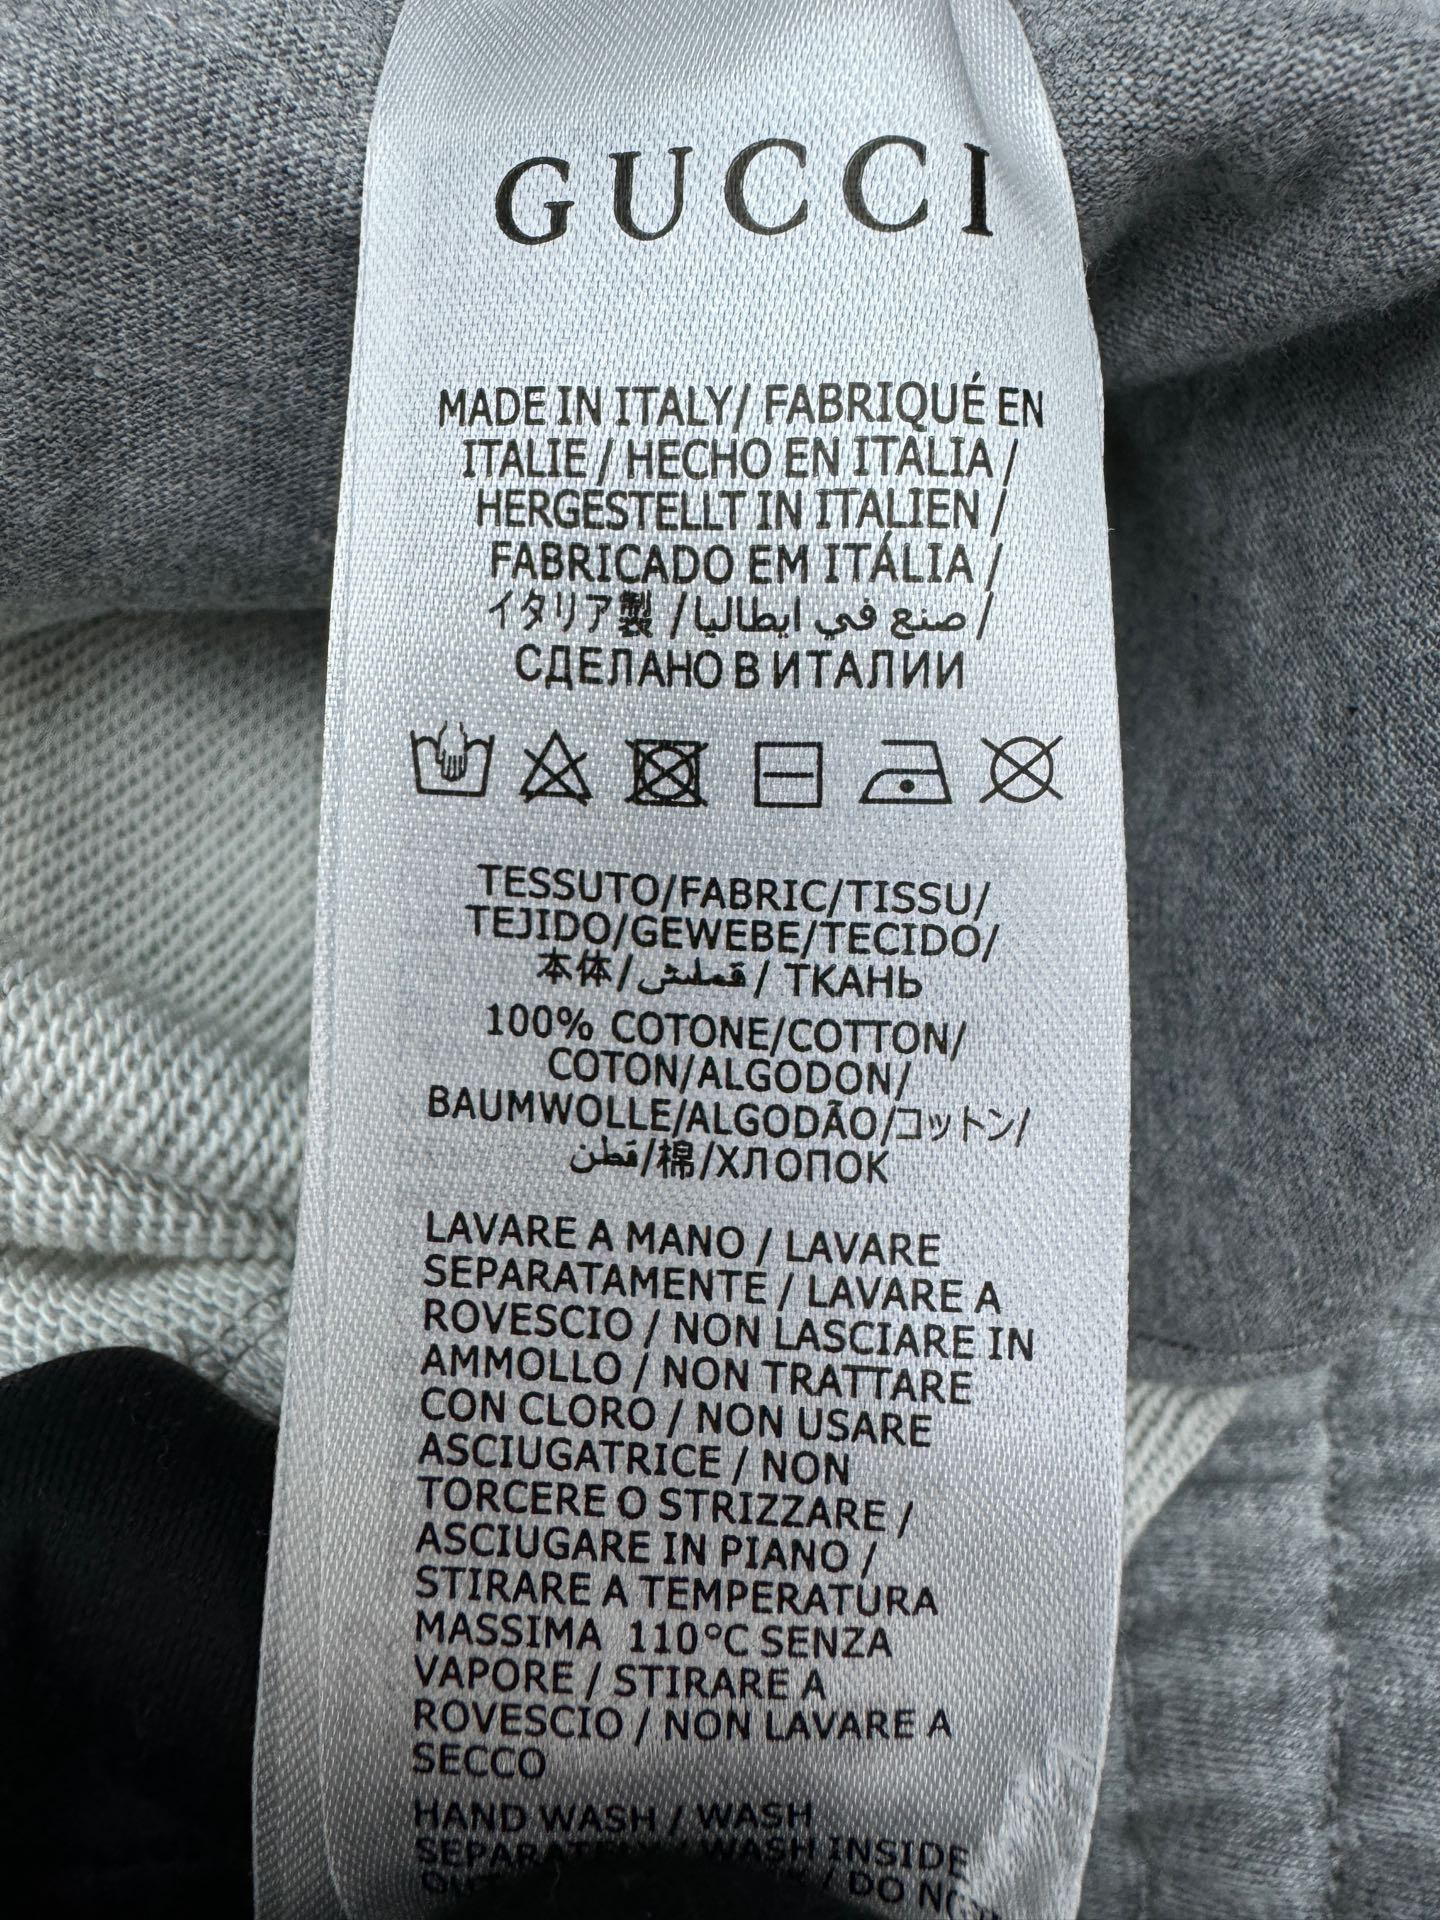 GUCCI
MADE IN ITALY/ FABRIQUÉ EN
ITALIE / HECHO EN ITALIA /
HERGESTELLT IN ITALIEN /
FABRICADO EM ITÁLIA /
イタリア製 / صنع في ايطاليا /
СДЕЛАНО В ИТАЛИИ
TESSUTO/FABRIC/TISSU/
TEJIDO/GEWEBE/TECIDO/
本体/قملش/ ТКАНЬ
100% COTONE/COTTON/
COTON/ALGODON/
BAUMWOLLE/ALGODÃO/コットン/
قطن/棉/ХЛОПОК
LAVARE A MANO / LAVARE
SEPARATAMENTE / LAVARE A
ROVESCIO / NON LASCIARE IN
AMMOLLO / NON TRATTARE
CON CLORO / NON USARE
ASCIUGATRICE / NON
TORCERE O STRIZZARE /
ASCIUGARE IN PIANO /
STIRARE A TEMPERATURA
MASSIMA 110°C SENZA
VAPORE / STIRARE A
ROVESCIO / NON LAVARE A
SECCO
HAND WASH / WASH
WASH INSIDE
/ DO